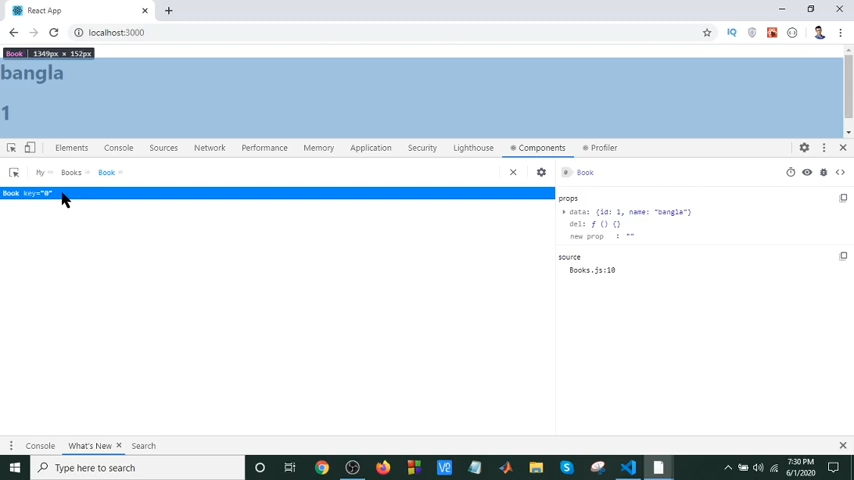 React App
localhost:3000
Book | 1349px × 152px
bangla
1
Elements Console Sources Network Performance Memory Application Security Lighthouse Components Profiler
My Books Book
Book
Book key="0"
props
data: {id: 1, name: "bangla"}
del: ƒ () {}
new prop : ""
source
Books.js:10
Console What's New Search
Type here to search
7:30 PM
6/1/2020